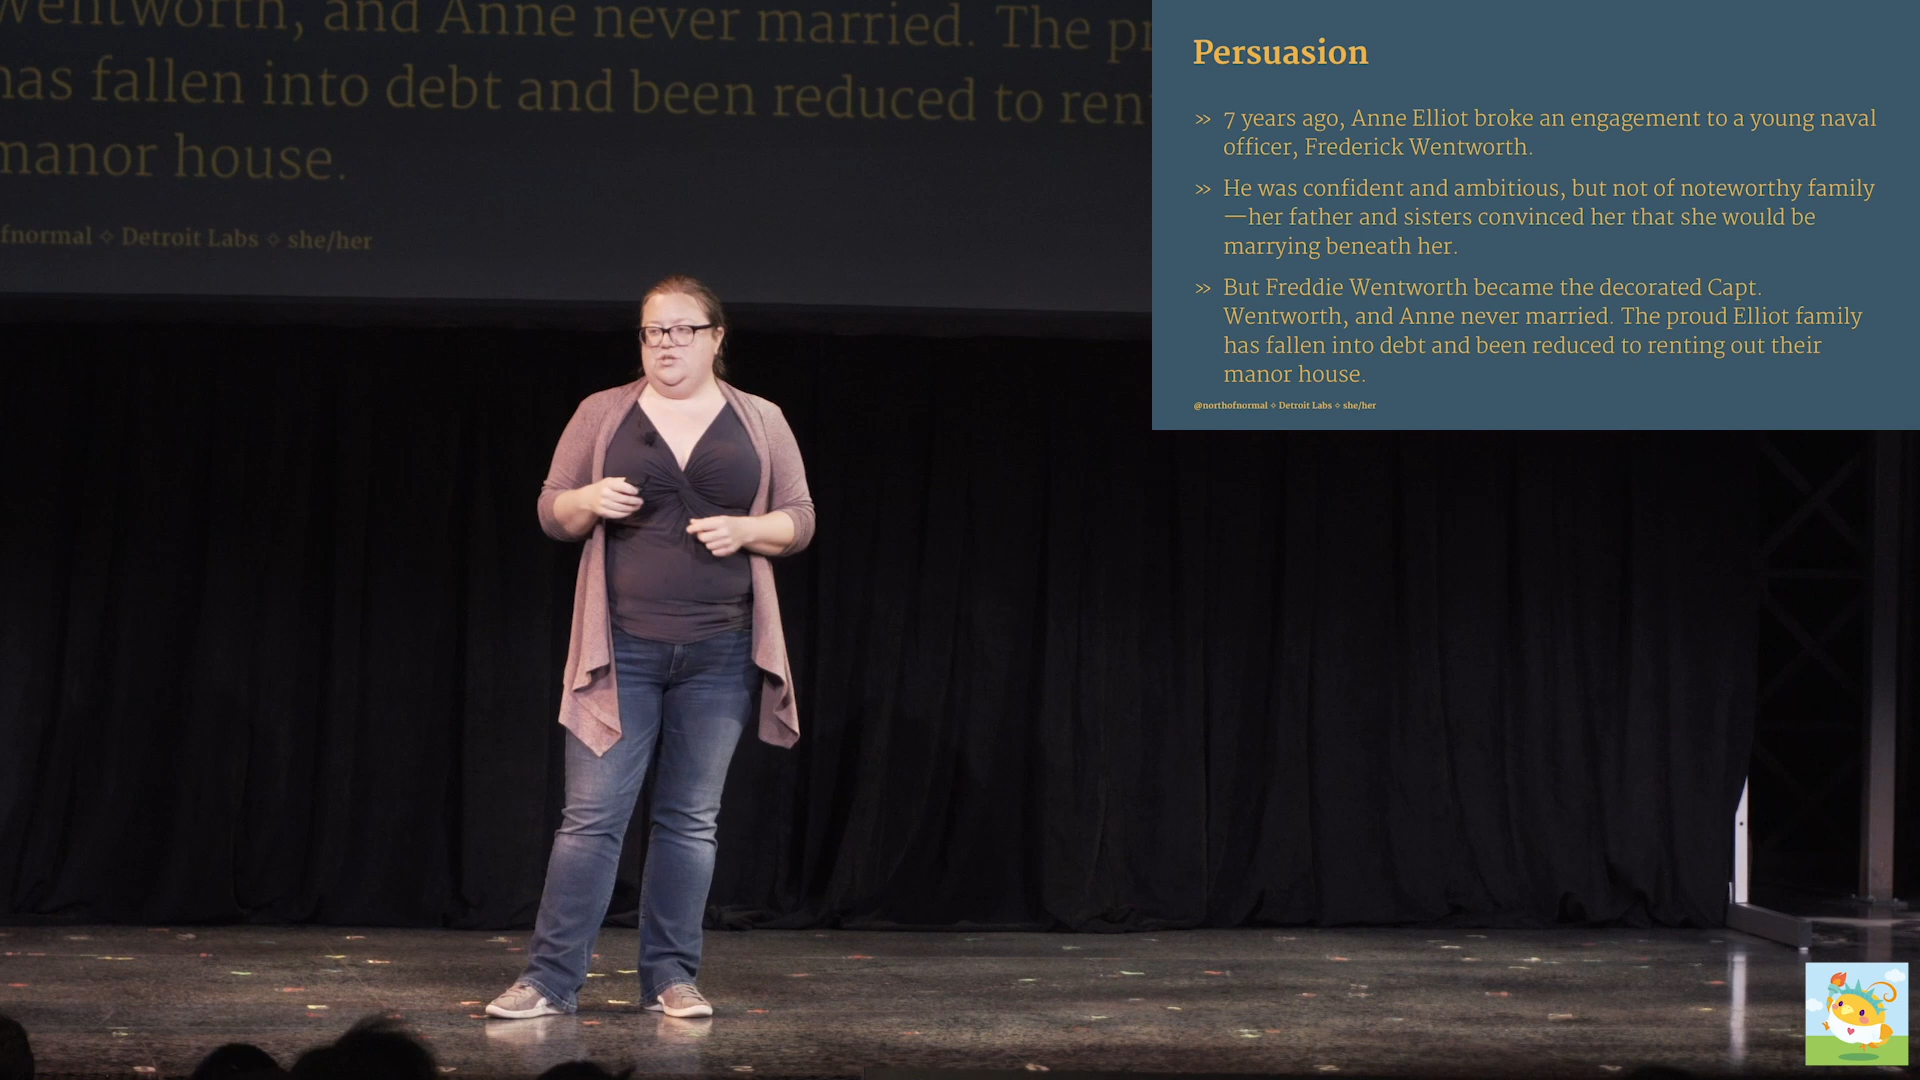 Wentworth, and Anne never married. The pr
has fallen into debt and been reduced to ren
manor house.
fnormal ⟡ Detroit Labs ⟡ she/her
Persuasion
» 7 years ago, Anne Elliot broke an engagement to a young naval
officer, Frederick Wentworth.
» He was confident and ambitious, but not of noteworthy family
—her father and sisters convinced her that she would be
marrying beneath her.
» But Freddie Wentworth became the decorated Capt.
Wentworth, and Anne never married. The proud Elliot family
has fallen into debt and been reduced to renting out their
manor house.
@northofnormal ⟡ Detroit Labs ⟡ she/her